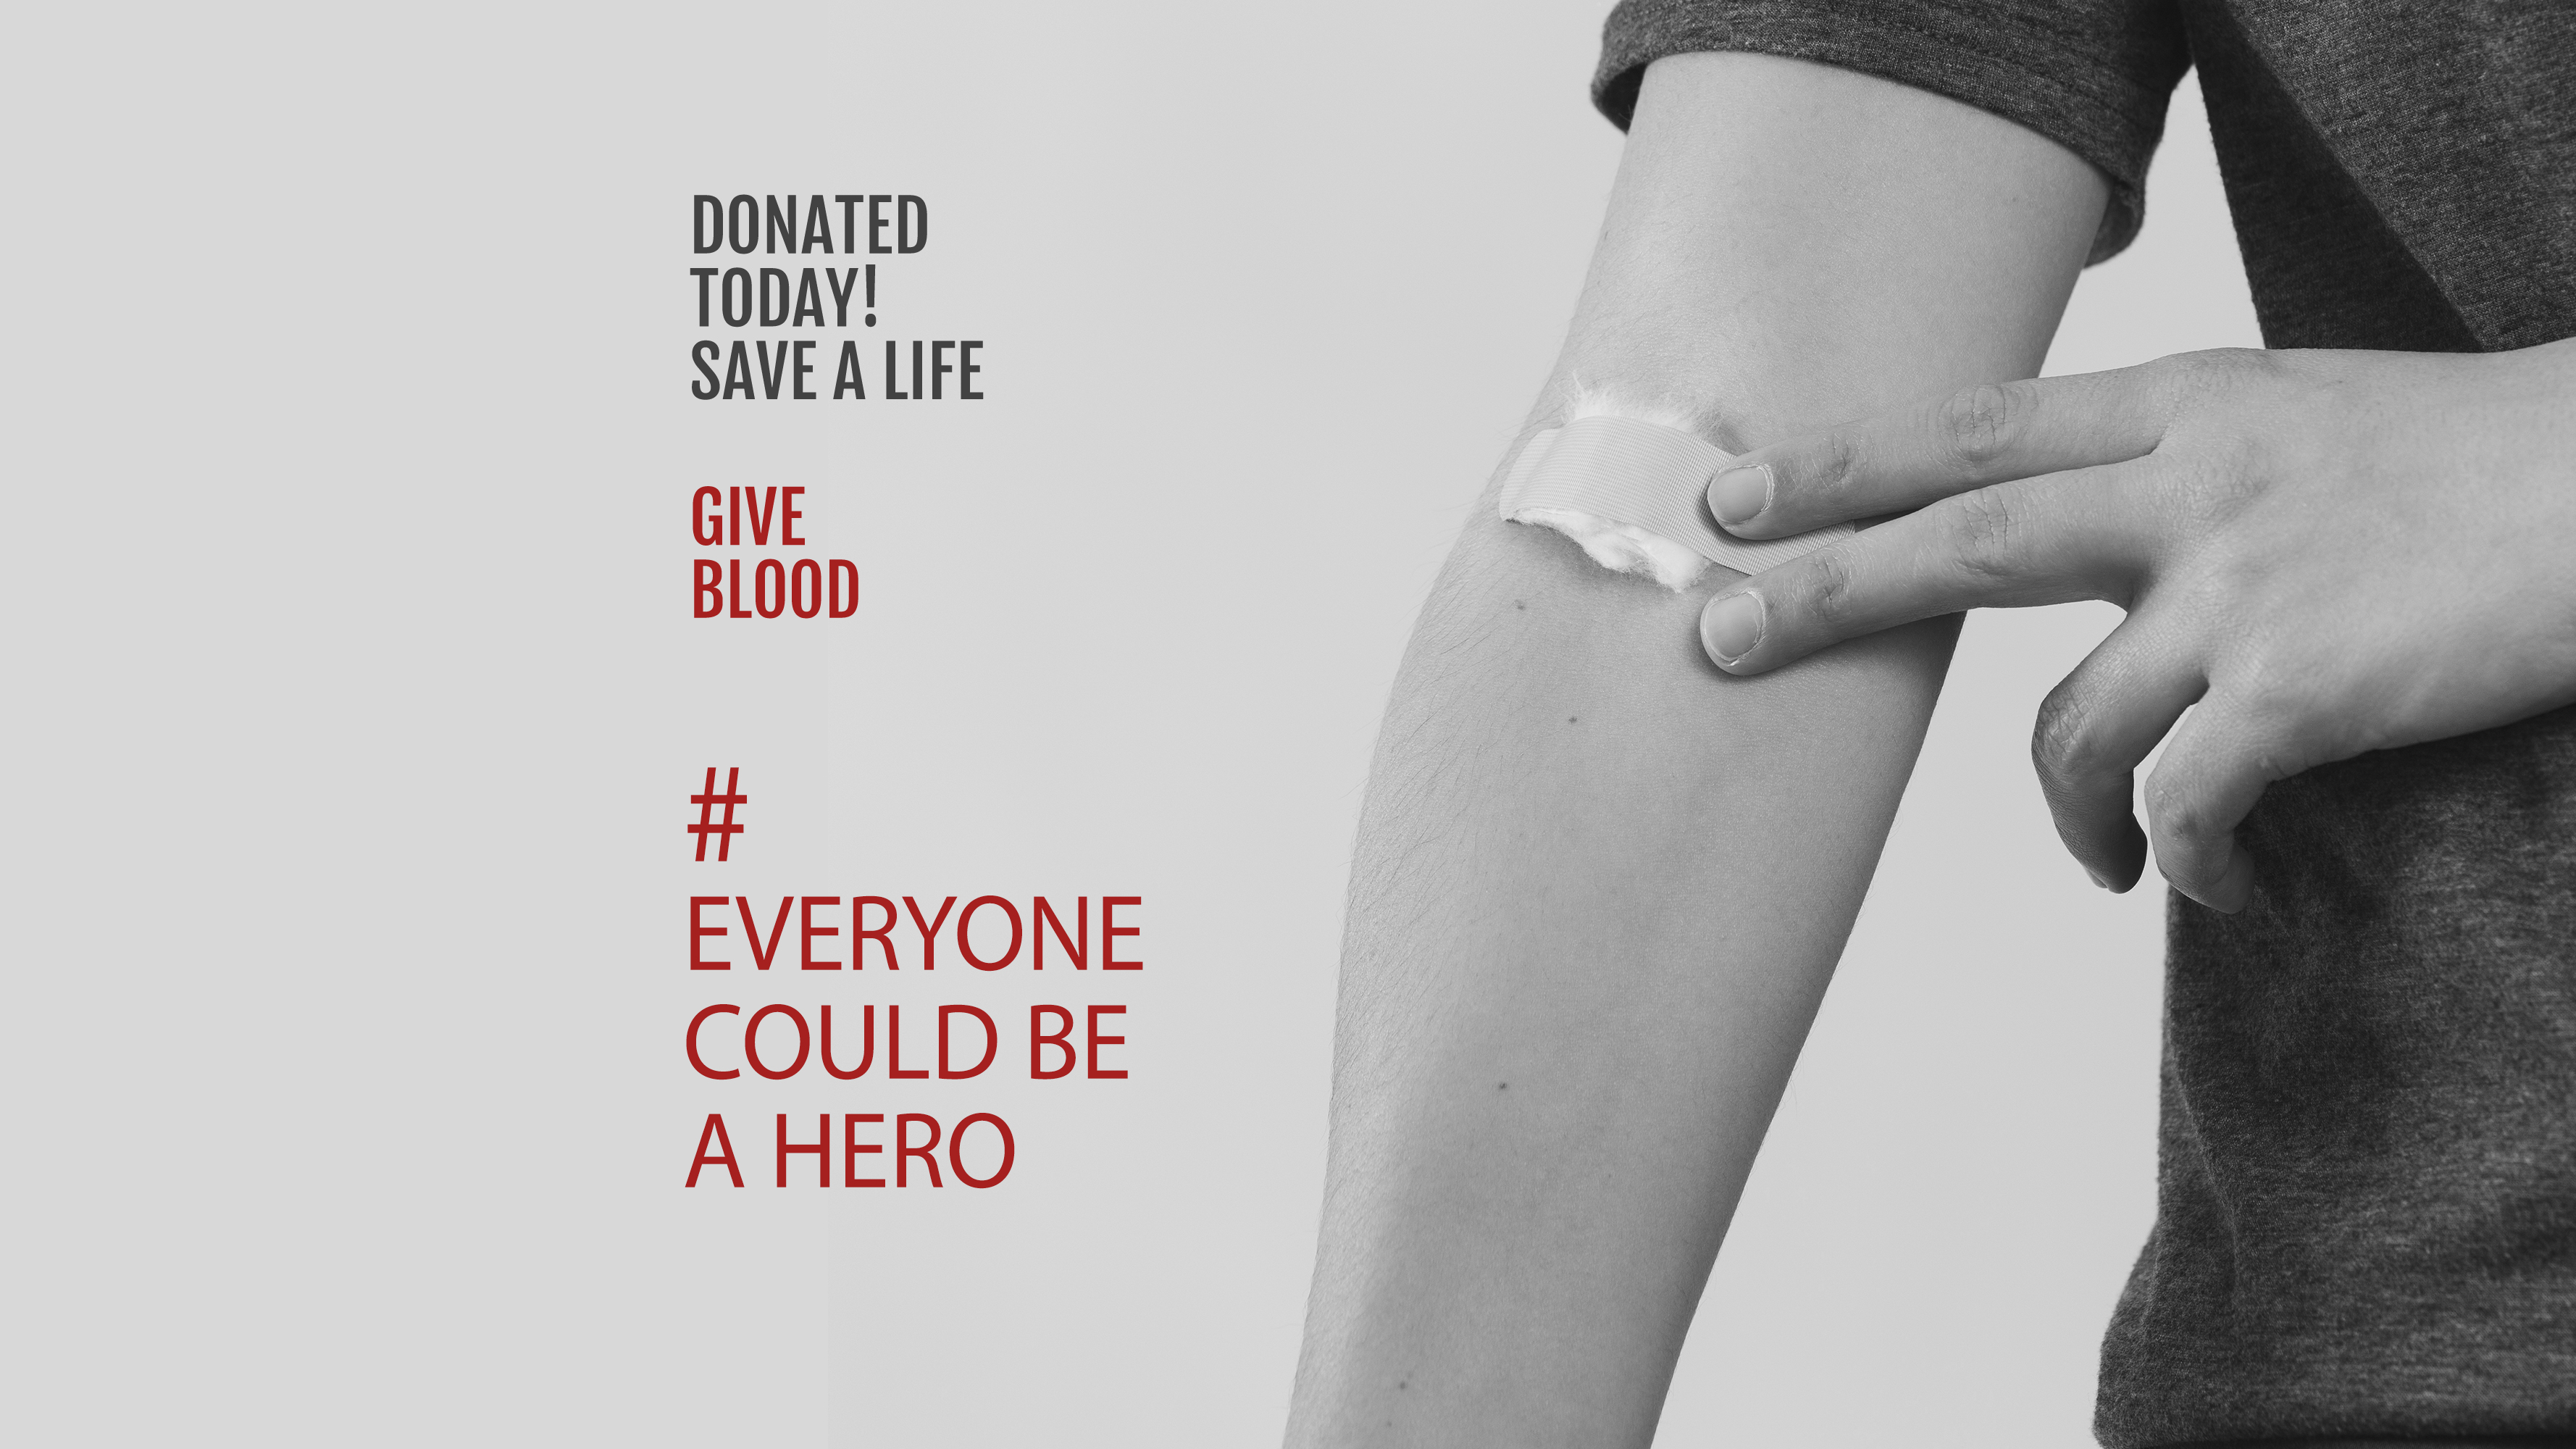 DONATED
TODAY!
SAVE A LIFE
GIVE
BLOOD
#
EVERYONE
COULD BE
A HERO